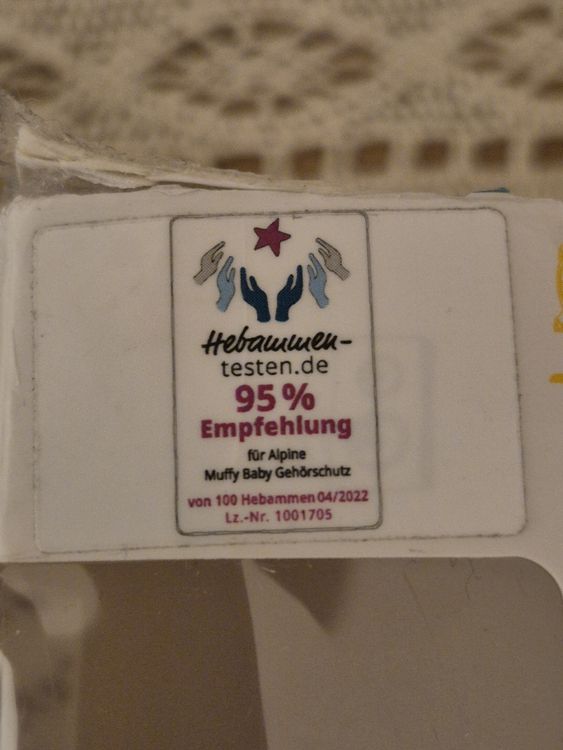 Hebammen-
testen.de
95 %
Empfehlung
für Alpine
Muffy Baby Gehörschutz
von 100 Hebammen 04/2022
Lz.-Nr. 1001705